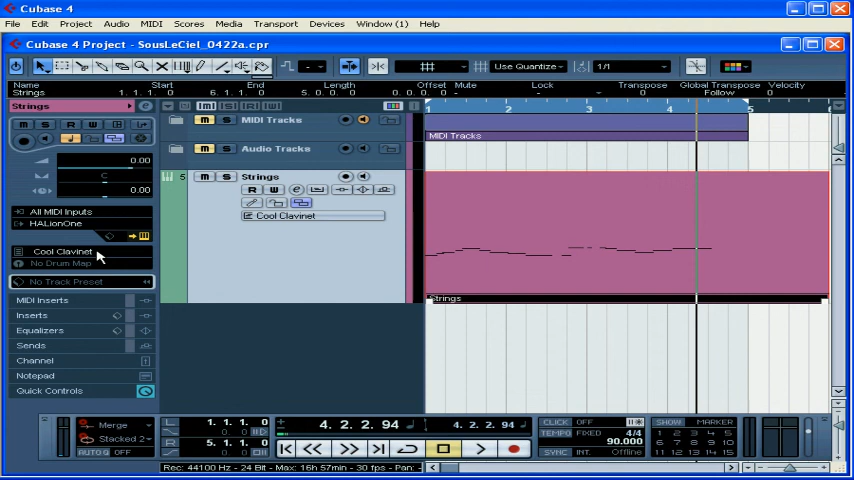 Cubase 4
File Edit Project Audio MIDI Scores Media Transport Devices Window (1) Help
Cubase 4 Project - SousLeCiel_0422a.cpr
- Use Quantize 1/1
Name Start End Length Offset Mute Lock Transpose Global Transpose Velocity
Strings 1. 1. 1. 0 6. 1. 1. 0 5. 0. 0. 0 0. 0. 0. 0 - - 0 Follow 0
Strings
M S R W
0.00
C
0.00
All MIDI Inputs
HALionOne
Cool Clavinet
No Drum Map
No Track Preset
MIDI Inserts
Inserts
Equalizers
Sends
Channel
Notepad
Quick Controls
M S R W
M S MIDI Tracks
M S Audio Tracks
5 M S Strings
R W e
Cool Clavinet
1 2 3 4 5 6
MIDI Tracks
Strings
Merge
Stacked 2
AUTO Q OFF
L 1. 1. 1. 0
0. 0
R 5. 1. 1. 0
0. 0
4. 2. 2. 94 4. 2. 2. 94
CLICK OFF
TEMPO FIXED 4/4
90.000
SYNC INT. Offline
SHOW MARKER
1 2 3 4 5
6 7 8 9 10
11 12 13 14 15
Rec: 44100 Hz - 24 Bit - Max: 16h 57min - 30 fps - Pan: -